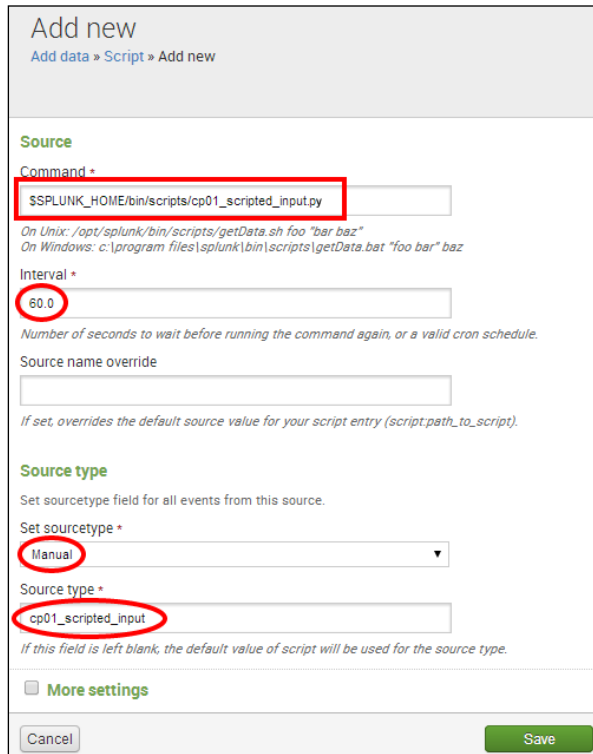 Add new
Add data » Script » Add new
Source
Command *
$SPLUNK_HOME/bin/scripts/cp01_scripted_input.py
On Unix: /opt/splunk/bin/scripts/getData.sh foo "bar baz"
On Windows: c:\program files\splunk\bin\scripts\getData.bat "foo bar" baz
Interval *
60.0
Number of seconds to wait before running the command again, or a valid cron schedule.
Source name override
If set, overrides the default source value for your script entry (script:path_to_script).
Source type
Set sourcetype field for all events from this source.
Set sourcetype *
Manual
Source type *
cp01_scripted_input
If this field is left blank, the default value of script will be used for the source type.
More settings
Cancel
Save